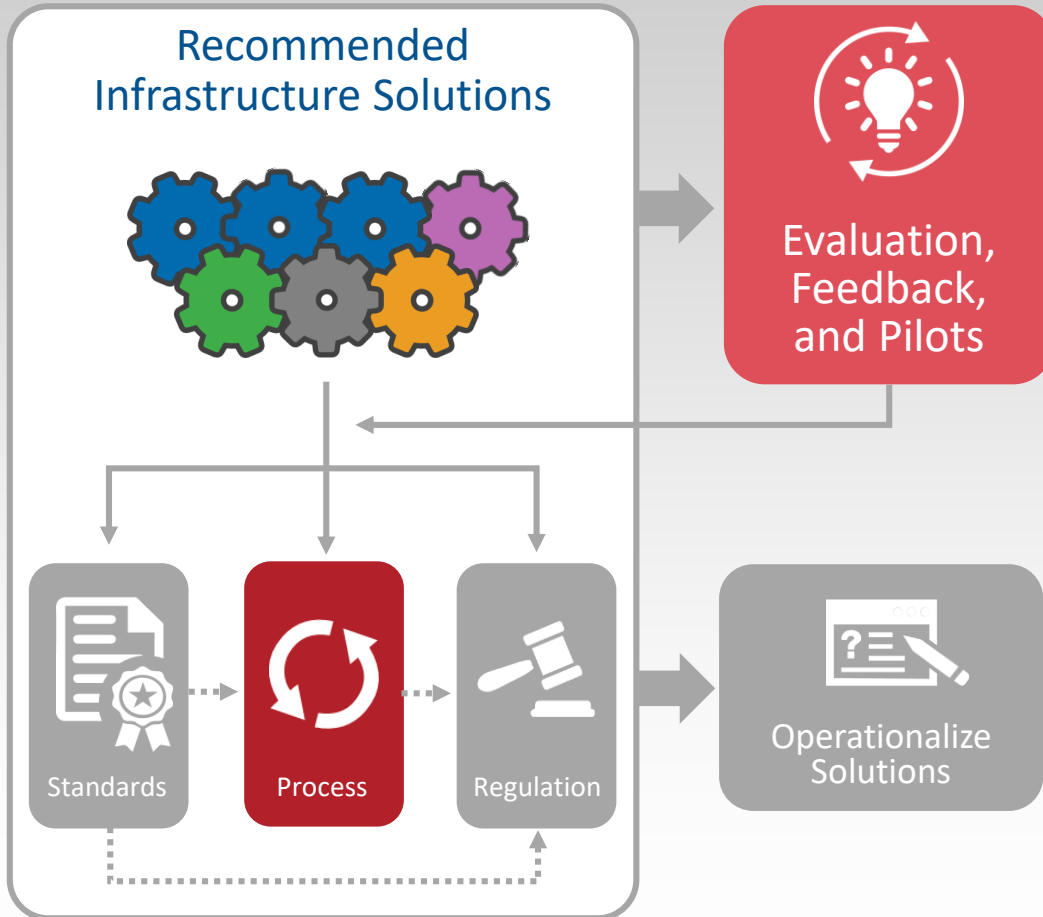 Recommended
Infrastructure Solutions
Evaluation,
Feedback,
and Pilots
Standards
Process
Regulation
?
Operationalize
Solutions